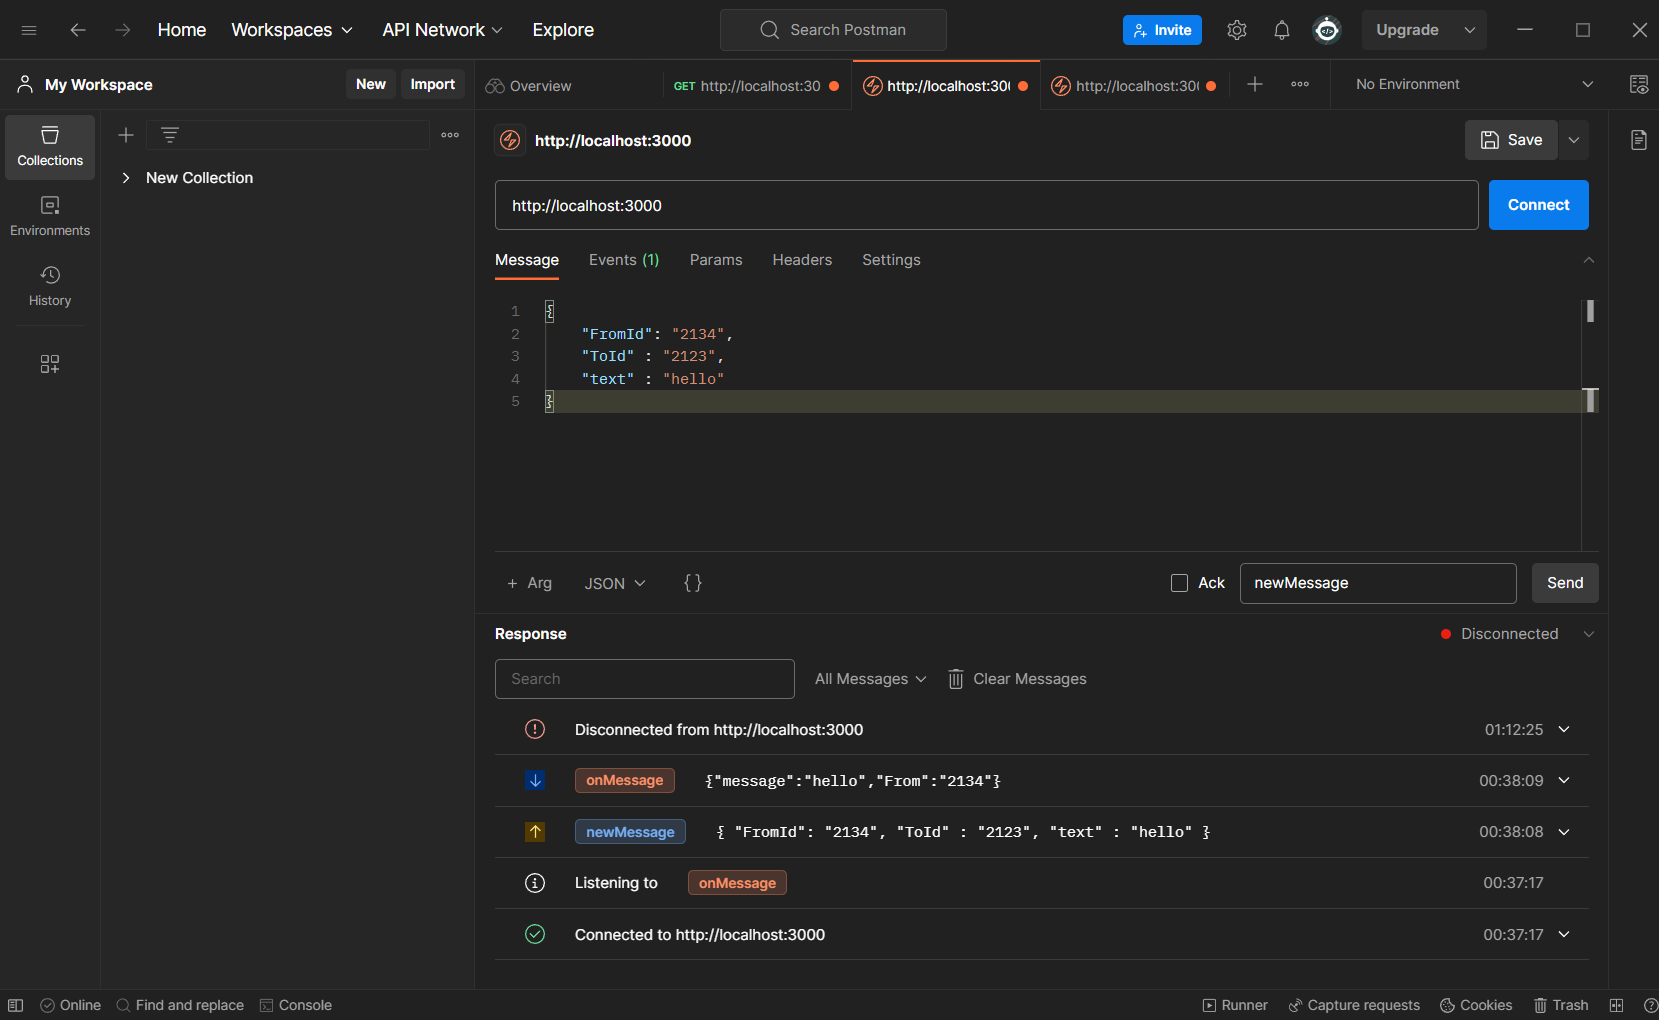 Home Workspaces API Network Explore Search Postman Invite Upgrade
My Workspace New Import Overview GET http://localhost:30 http://localhost:30 http://localhost:30 No Environment
Collections
Environments
History
New Collection
http://localhost:3000 Save
http://localhost:3000 Connect
Message Events (1) Params Headers Settings
1 {
2 "FromId": "2134",
3 "ToId" : "2123",
4 "text" : "hello"
5 }
+ Arg JSON {} Ack newMessage Send
Response Disconnected
Search All Messages Clear Messages
Disconnected from http://localhost:3000 01:12:25
onMessage {"message":"hello","From":"2134"} 00:38:09
newMessage { "FromId": "2134", "ToId" : "2123", "text" : "hello" } 00:38:08
Listening to onMessage 00:37:17
Connected to http://localhost:3000 00:37:17
Online Find and replace Console Runner Capture requests Cookies Trash